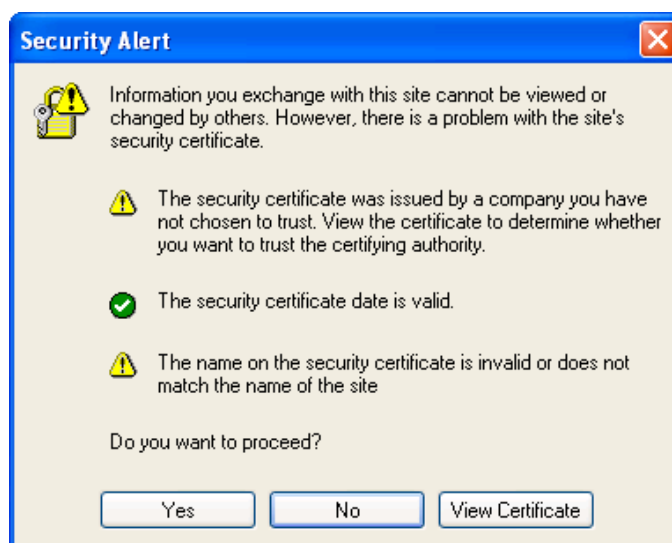 Security Alert
Information you exchange with this site cannot be viewed or
changed by others. However, there is a problem with the site's
security certificate.
The security certificate was issued by a company you have
not chosen to trust. View the certificate to determine whether
you want to trust the certifying authority.
The security certificate date is valid.
The name on the security certificate is invalid or does not
match the name of the site
Do you want to proceed?
Yes
No
View Certificate